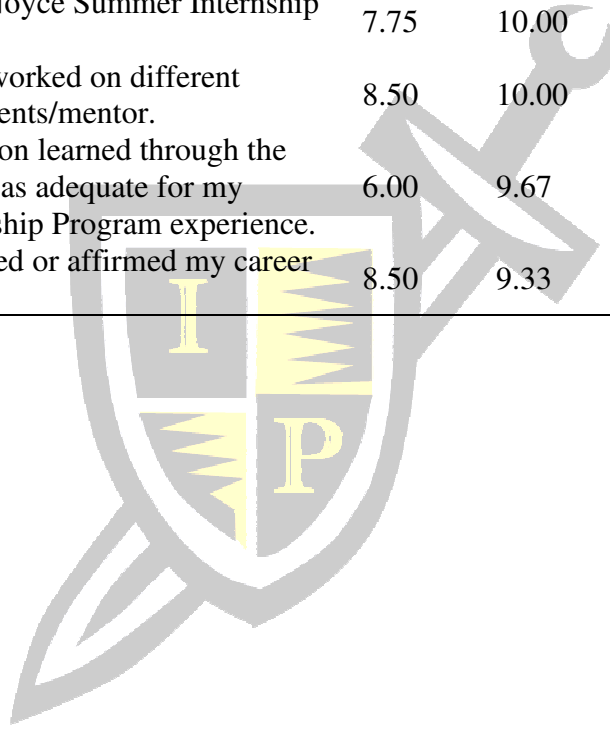 Noyce Summer Internship
7.75 10.00
worked on different
ents/mentor.
8.50 10.00
on learned through the
as adequate for my
ship Program experience.
6.00 9.67
ed or affirmed my career
8.50 9.33
I
P